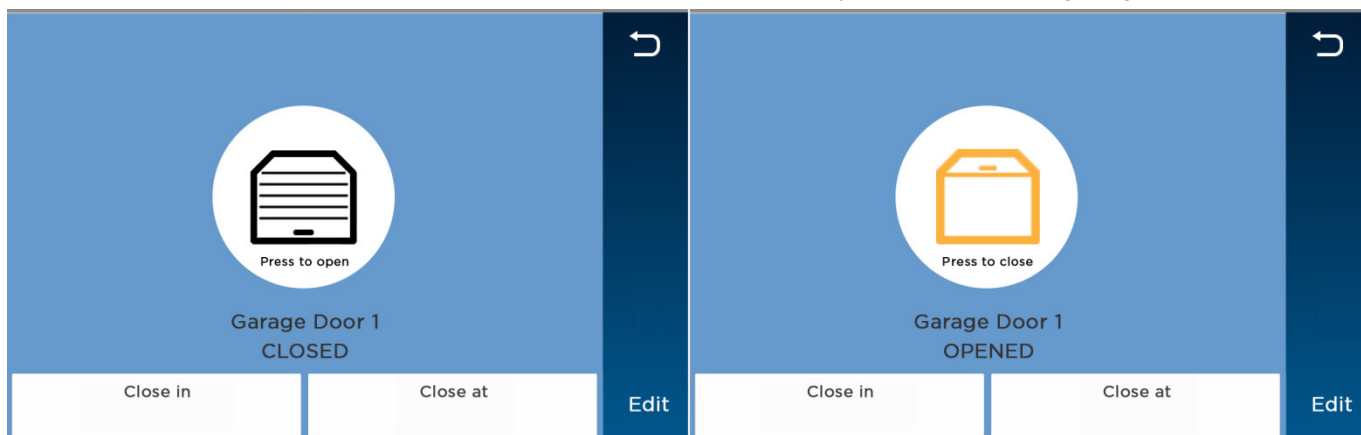 Press to open
Garage Door 1
CLOSED
Close in
Close at
Edit
Press to close
Garage Door 1
OPENED
Close in
Close at
Edit